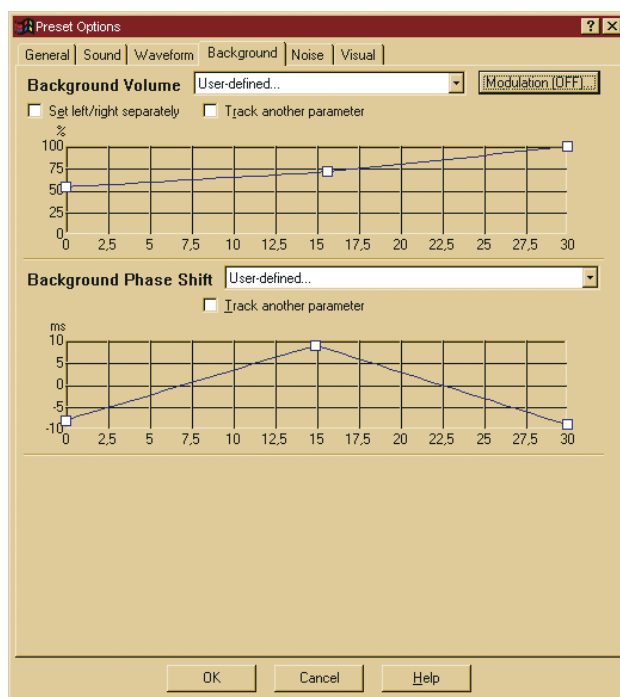 Preset Options
General Sound Waveform Background Noise Visual
Background Volume User-defined... Modulation (OFF)...
Set left/right separately Track another parameter
%
100
75
50
25
0
0 2,5 5 7,5 10 12,5 15 17,5 20 22,5 25 27,5 30
Background Phase Shift User-defined...
Track another parameter
ms
10
5
0
-5
-10
0 2,5 5 7,5 10 12,5 15 17,5 20 22,5 25 27,5 30
OK Cancel Help